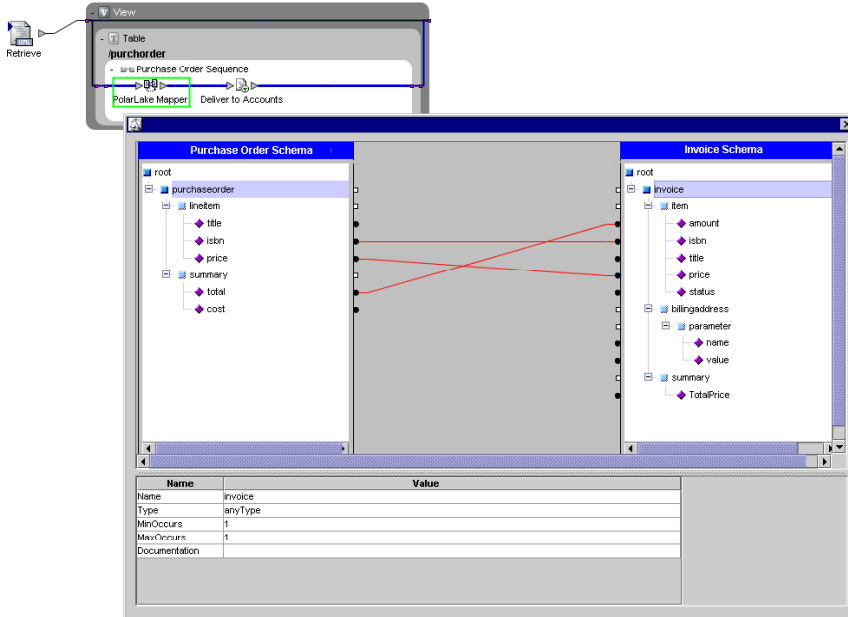 - View
- T Table
Retrieve
/purchorder
- Purchase Order Sequence
PolarLake Mapper Deliver to Accounts
Purchase Order Schema
Invoice Schema
root
purchaseorder
lineitem
title
isbn
price
summary
total
cost
root
invoice
item
amount
isbn
title
price
status
billingaddress
parameter
name
value
summary
TotalPrice
Name Value
Name invoice
Type anyType
MinOccurs 1
MaxOccurs 1
Documentation